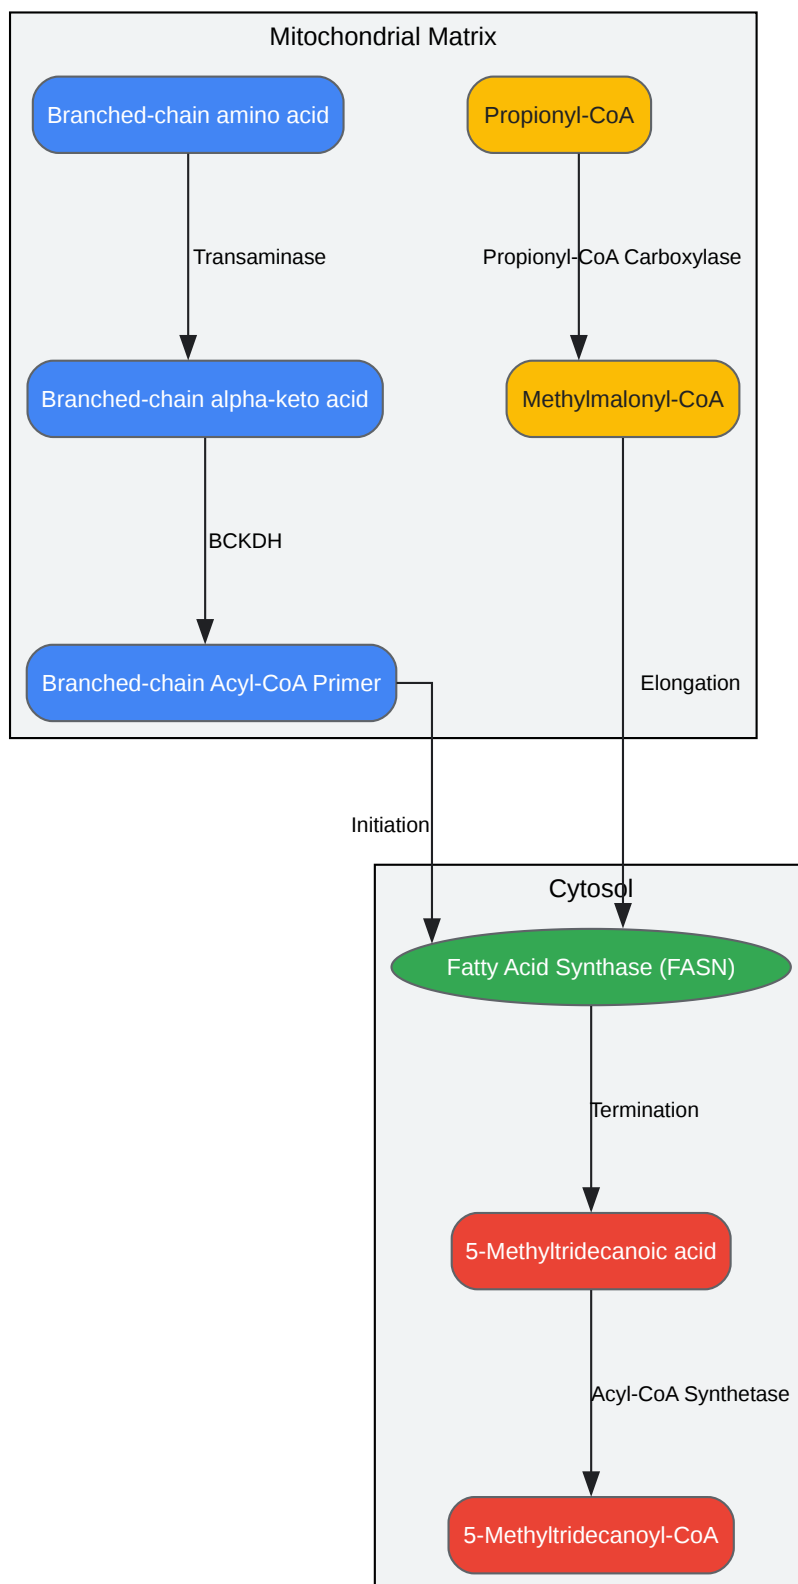 Mitochondrial Matrix
Branched-chain amino acid
Propionyl-CoA
Transaminase
Propionyl-CoA Carboxylase
Branched-chain alpha-keto acid
Methylmalonyl-CoA
BCKDH
Branched-chain Acyl-CoA Primer
Elongation
Initiation
Cytosol
Fatty Acid Synthase (FASN)
Termination
5-Methyltridecanoic acid
Acyl-CoA Synthetase
5-Methyltridecanoyl-CoA